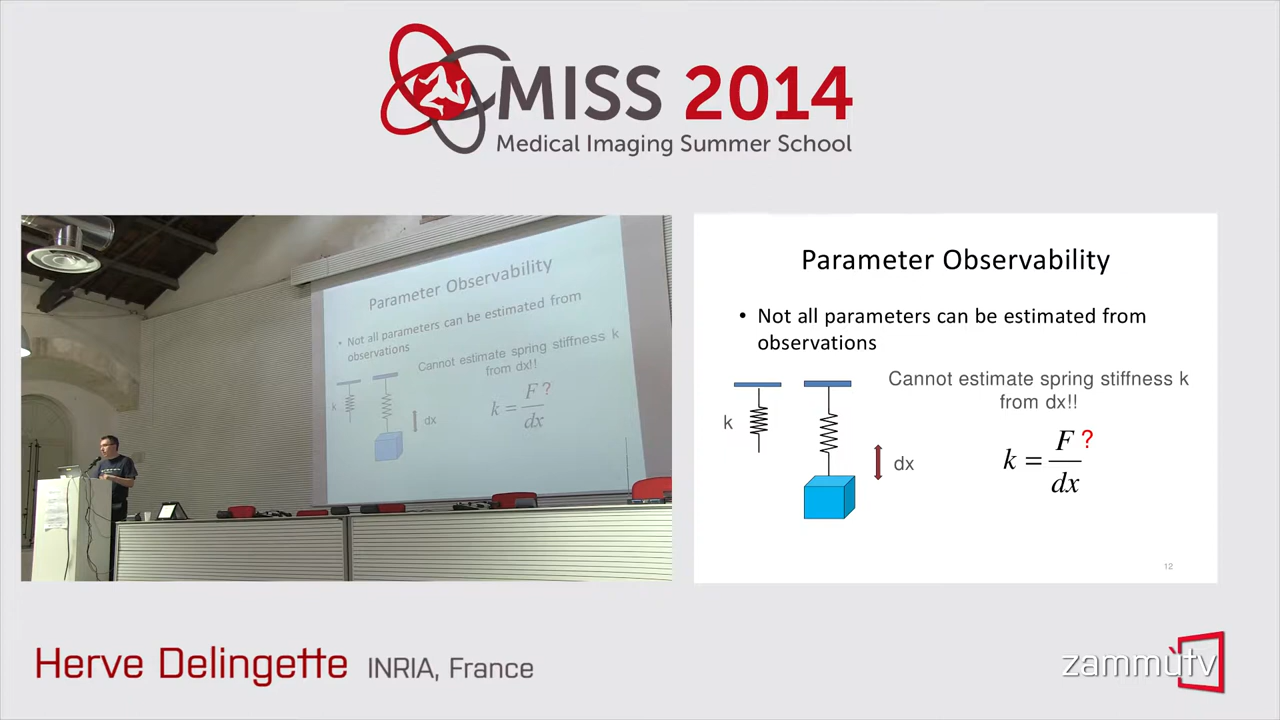 MISS 2014
Medical Imaging Summer School
Parameter Observability
• Not all parameters can be estimated from
observations
Cannot estimate spring stiffness k
from dx!!
k
dx
k = F ?
dx
Parameter Observability
• Not all parameters can be estimated from
observations
Cannot estimate spring stiffness k
from dx!!
k
dx
k = F ?
dx
12
Herve Delingette INRIA, France
zammùtv